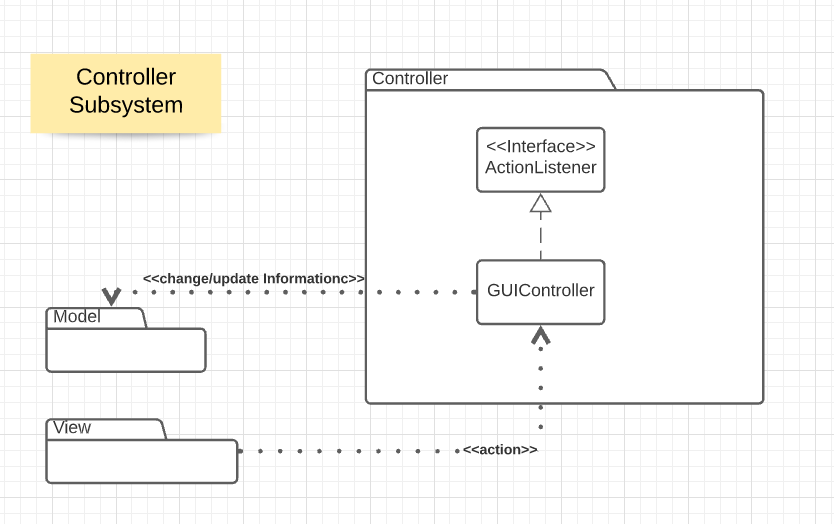 Controller
Subsystem
Controller
<<Interface>>
ActionListener
<<change/update Informationc>>
GUIController
Model
View
<<action>>